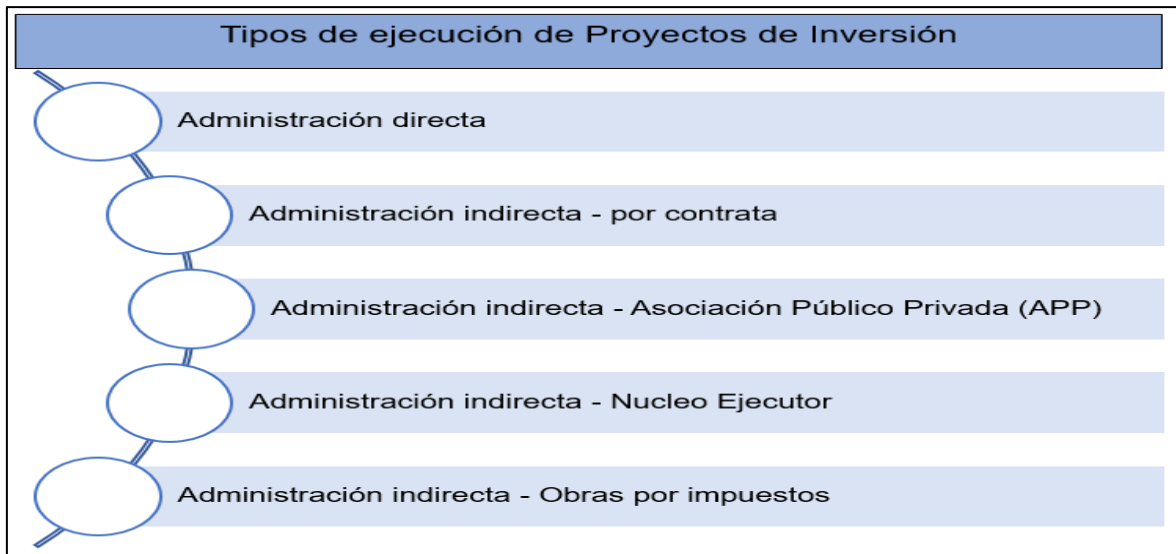 Tipos de ejecución de Proyectos de Inversión
Administración directa
Administración indirecta - por contrata
Administración indirecta - Asociación Público Privada (APP)
Administración indirecta - Nucleo Ejecutor
Administración indirecta - Obras por impuestos